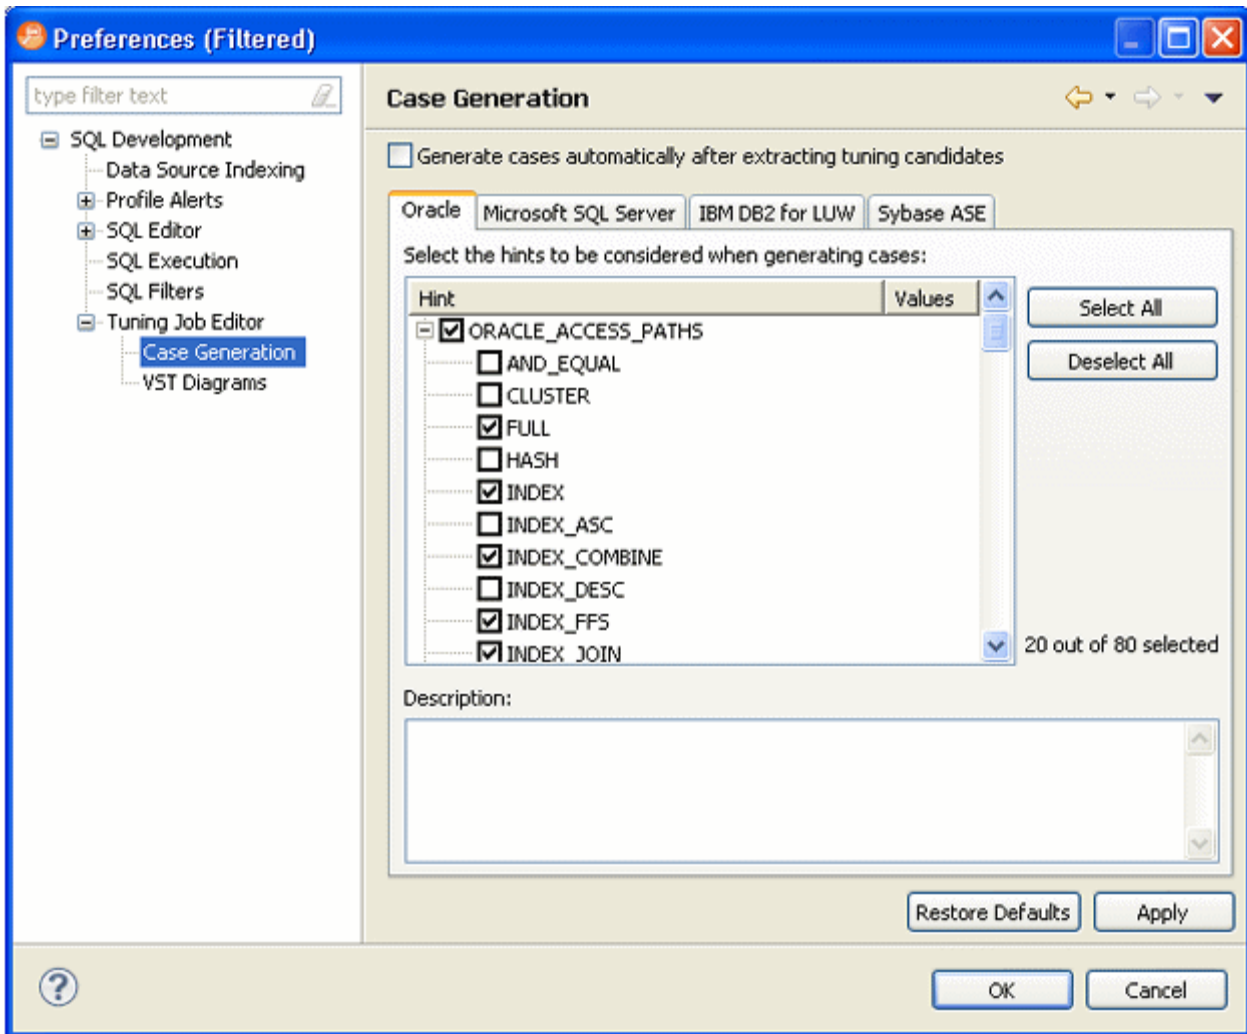 Preferences (Filtered)
type filter text
SQL Development
Data Source Indexing
Profile Alerts
SQL Editor
SQL Execution
SQL Filters
Tuning Job Editor
Case Generation
VST Diagrams
Case Generation
Generate cases automatically after extracting tuning candidates
Oracle Microsoft SQL Server IBM DB2 for LUW Sybase ASE
Select the hints to be considered when generating cases:
Hint Values
ORACLE_ACCESS_PATHS
AND_EQUAL
CLUSTER
FULL
HASH
INDEX
INDEX_ASC
INDEX_COMBINE
INDEX_DESC
INDEX_FFS
INDEX_JOIN
Select All
Deselect All
20 out of 80 selected
Description:
Restore Defaults Apply
? OK Cancel